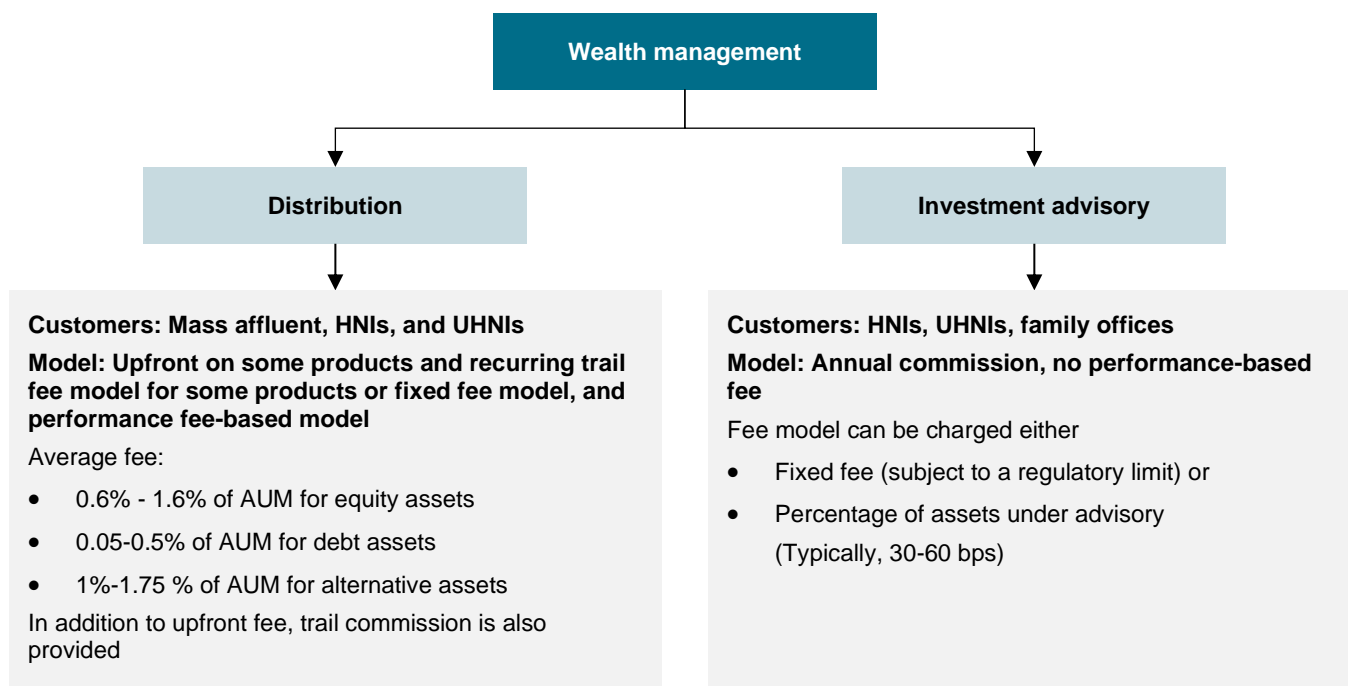 Wealth management
Distribution
Investment advisory
Customers: Mass affluent, HNIs, and UHNIs
Model: Upfront on some products and recurring trail
fee model for some products or fixed fee model, and
performance fee-based model
Average fee:
• 0.6% - 1.6% of AUM for equity assets
• 0.05-0.5% of AUM for debt assets
• 1%-1.75 % of AUM for alternative assets
In addition to upfront fee, trail commission is also
provided
Customers: HNIs, UHNIs, family offices
Model: Annual commission, no performance-based
fee
Fee model can be charged either
• Fixed fee (subject to a regulatory limit) or
• Percentage of assets under advisory
(Typically, 30-60 bps)